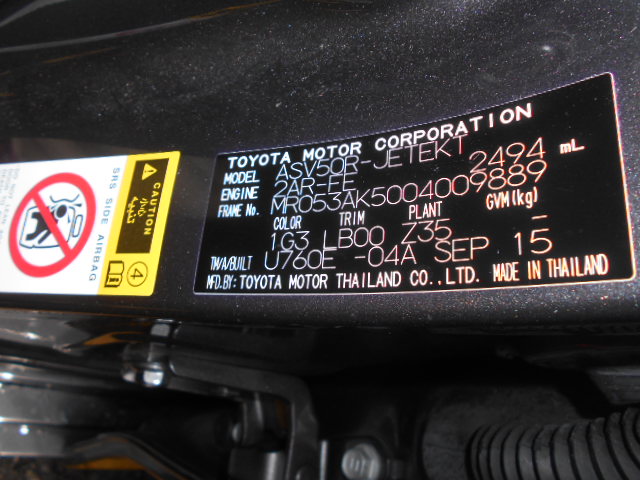 TOYOTA MOTOR CORPORATION
MODEL ASV50R-JETEKT
ENGINE 2AR-FE 2494 mL
FRAME No. MR053AK5004009889
COLOR TRIM PLANT GVM(kg)
1G3 LB00 Z35 -
TM/A/BUILT U760E -04A SEP 15
MFD.BY: TOYOTA MOTOR THAILAND CO.,LTD. MADE IN THAILAND
SRS SIDE AIRBAG
CAUTION
4